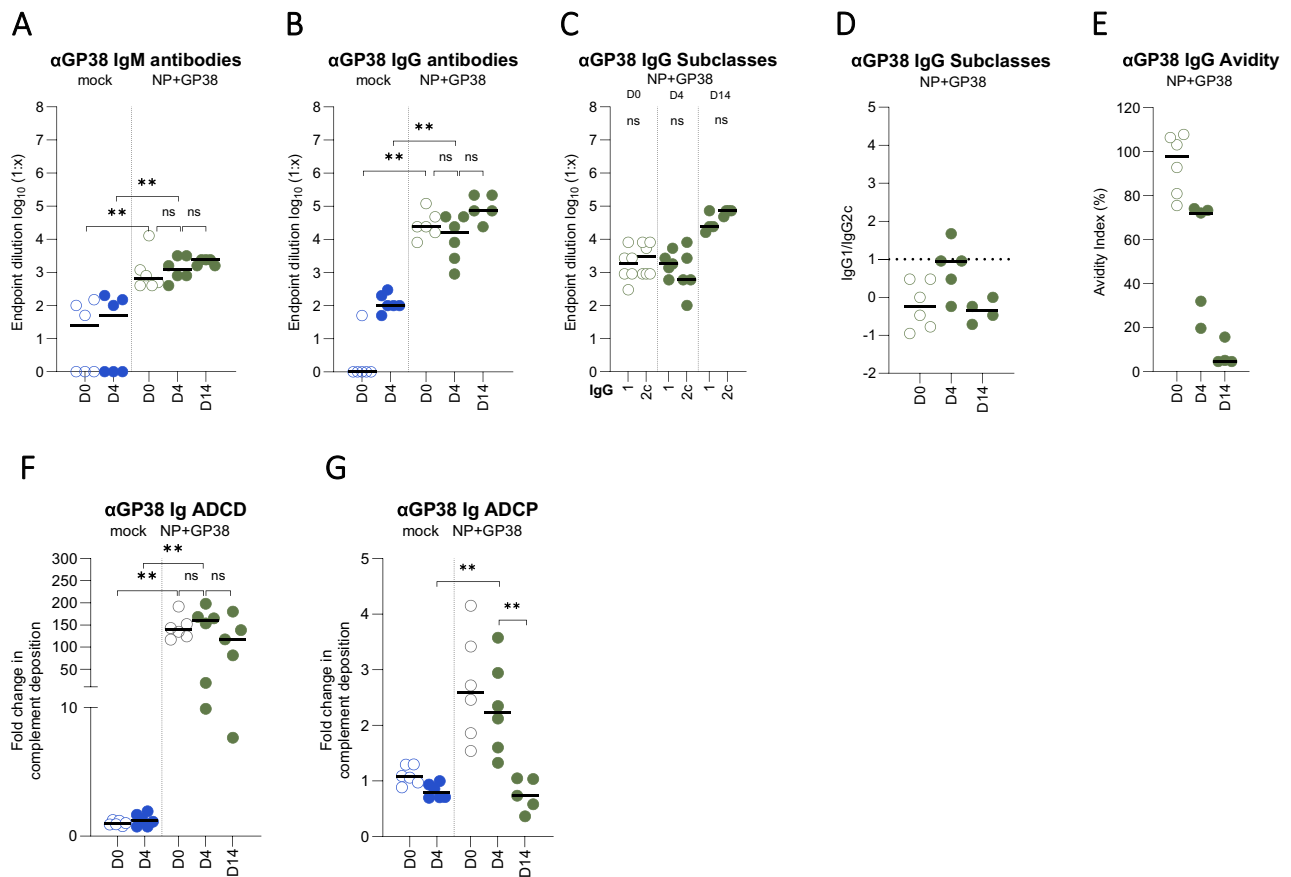 A
αGP38 IgM antibodies
mock NP+GP38
Endpoint dilution log10 (1:x)
8
7
6
5
4
3
2
1
0
**
**
ns
ns
D0
D4
D0
D4
D14
B
αGP38 IgG antibodies
mock NP+GP38
Endpoint dilution log10 (1:x)
8
7
6
5
4
3
2
1
0
**
**
ns
ns
D0
D4
D0
D4
D14
C
αGP38 IgG Subclasses
NP+GP38
D0 D4 D14
ns ns ns
Endpoint dilution log10 (1:x)
8
7
6
5
4
3
2
1
0
IgG 1 2c 1 2c 1 2c
D
αGP38 IgG Subclasses
NP+GP38
IgG1/IgG2c
5
4
3
2
1
0
-1
-2
D0
D4
D14
E
αGP38 IgG Avidity
NP+GP38
Avidity Index (%)
120
100
80
60
40
20
0
D0
D4
D14
F
αGP38 Ig ADCD
mock NP+GP38
Fold change in
complement deposition
300
250
200
150
100
50
10
0
**
**
ns
ns
D0
D4
D0
D4
D14
G
αGP38 Ig ADCP
mock NP+GP38
Fold change in
complement deposition
5
4
3
2
1
0
**
**
D0
D4
D0
D4
D14